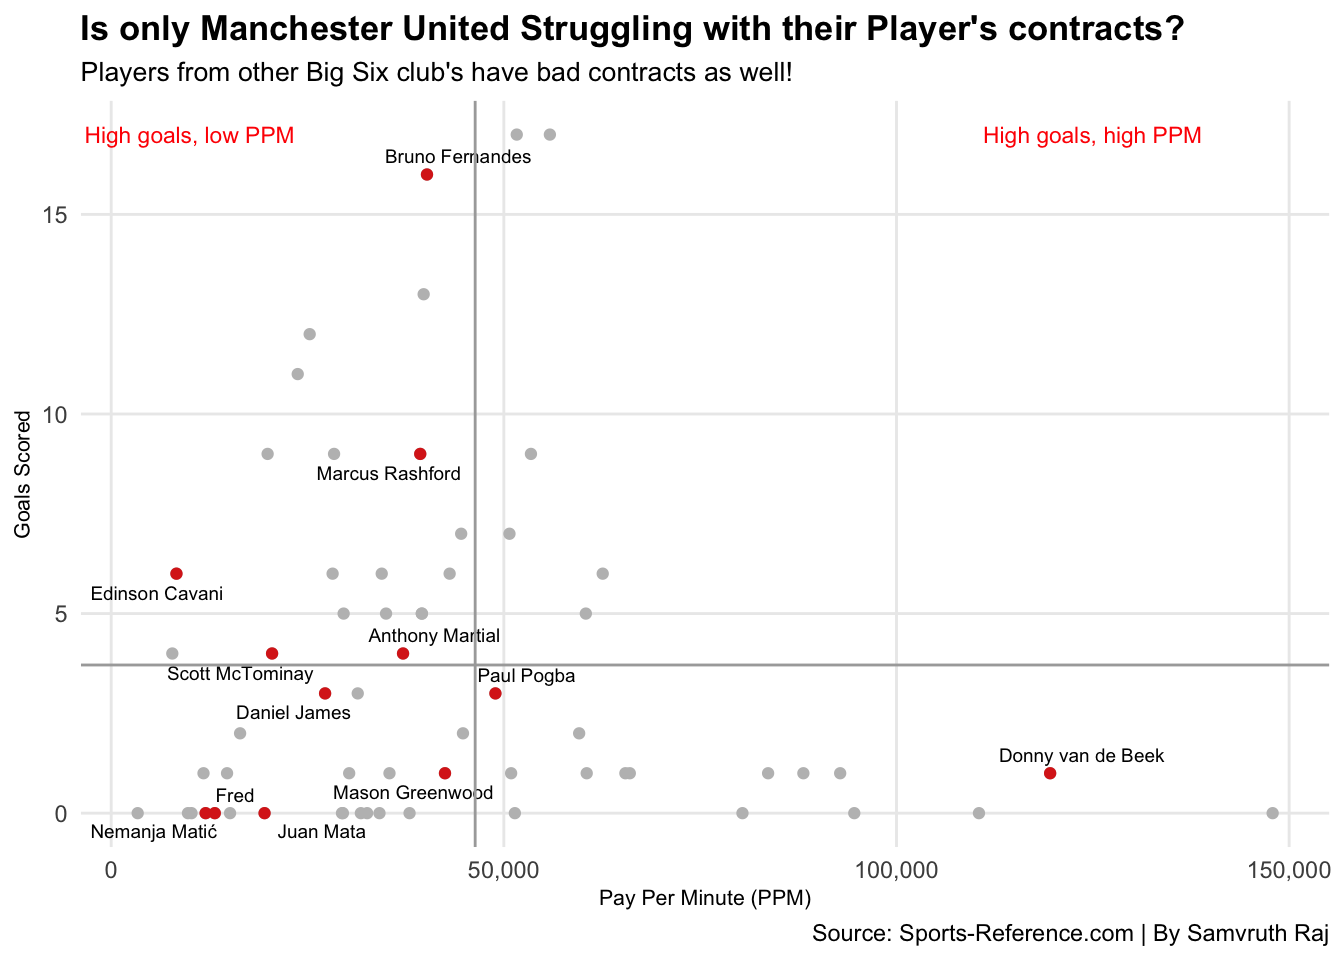 Is only Manchester United Struggling with their Player's contracts?
Players from other Big Six club's have bad contracts as well!
High goals, low PPM
High goals, high PPM
Bruno Fernandes
15
10
Marcus Rashford
Goals Scored
Edinson Cavani
5
Anthony Martial
Scott McTominay
Paul Pogba
Daniel James
Donny van de Beek
Mason Greenwood
Fred
0
Nemanja Matić
Juan Mata
0
50,000
100,000
150,000
Pay Per Minute (PPM)
Source: Sports-Reference.com | By Samvruth Raj